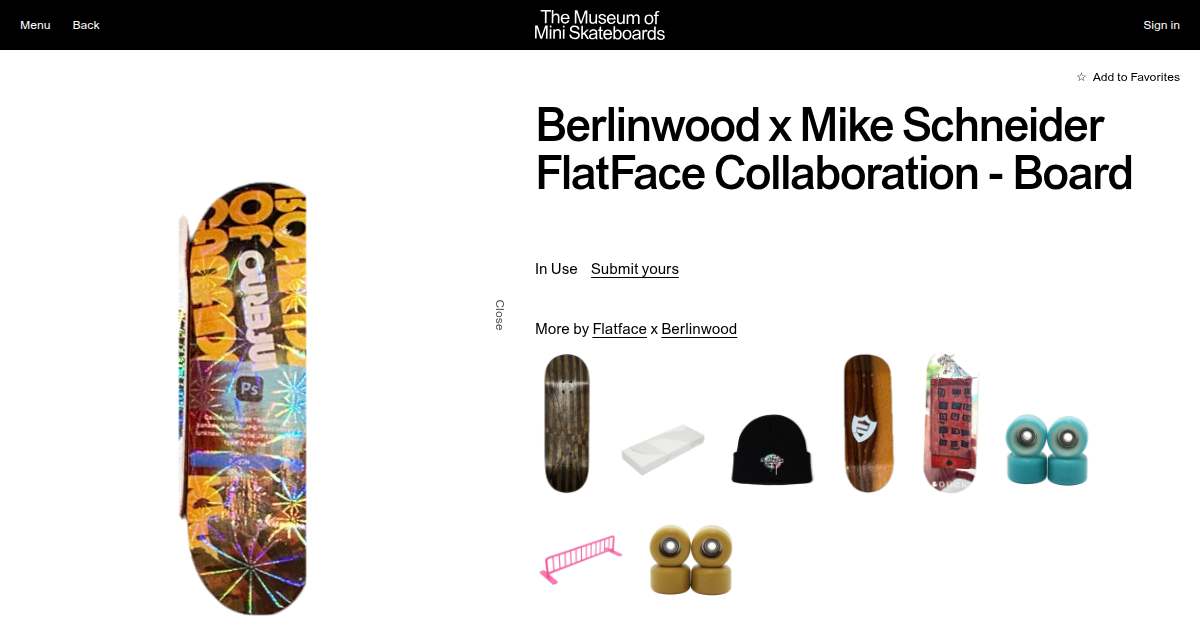 Menu
Back
The Museum of
Mini Skateboards
Sign in
☆ Add to Favorites
Berlinwood x Mike Schneider
FlatFace Collaboration - Board
In Use
Submit yours
Close
More by Flatface x Berlinwood
INFERNO
Ps